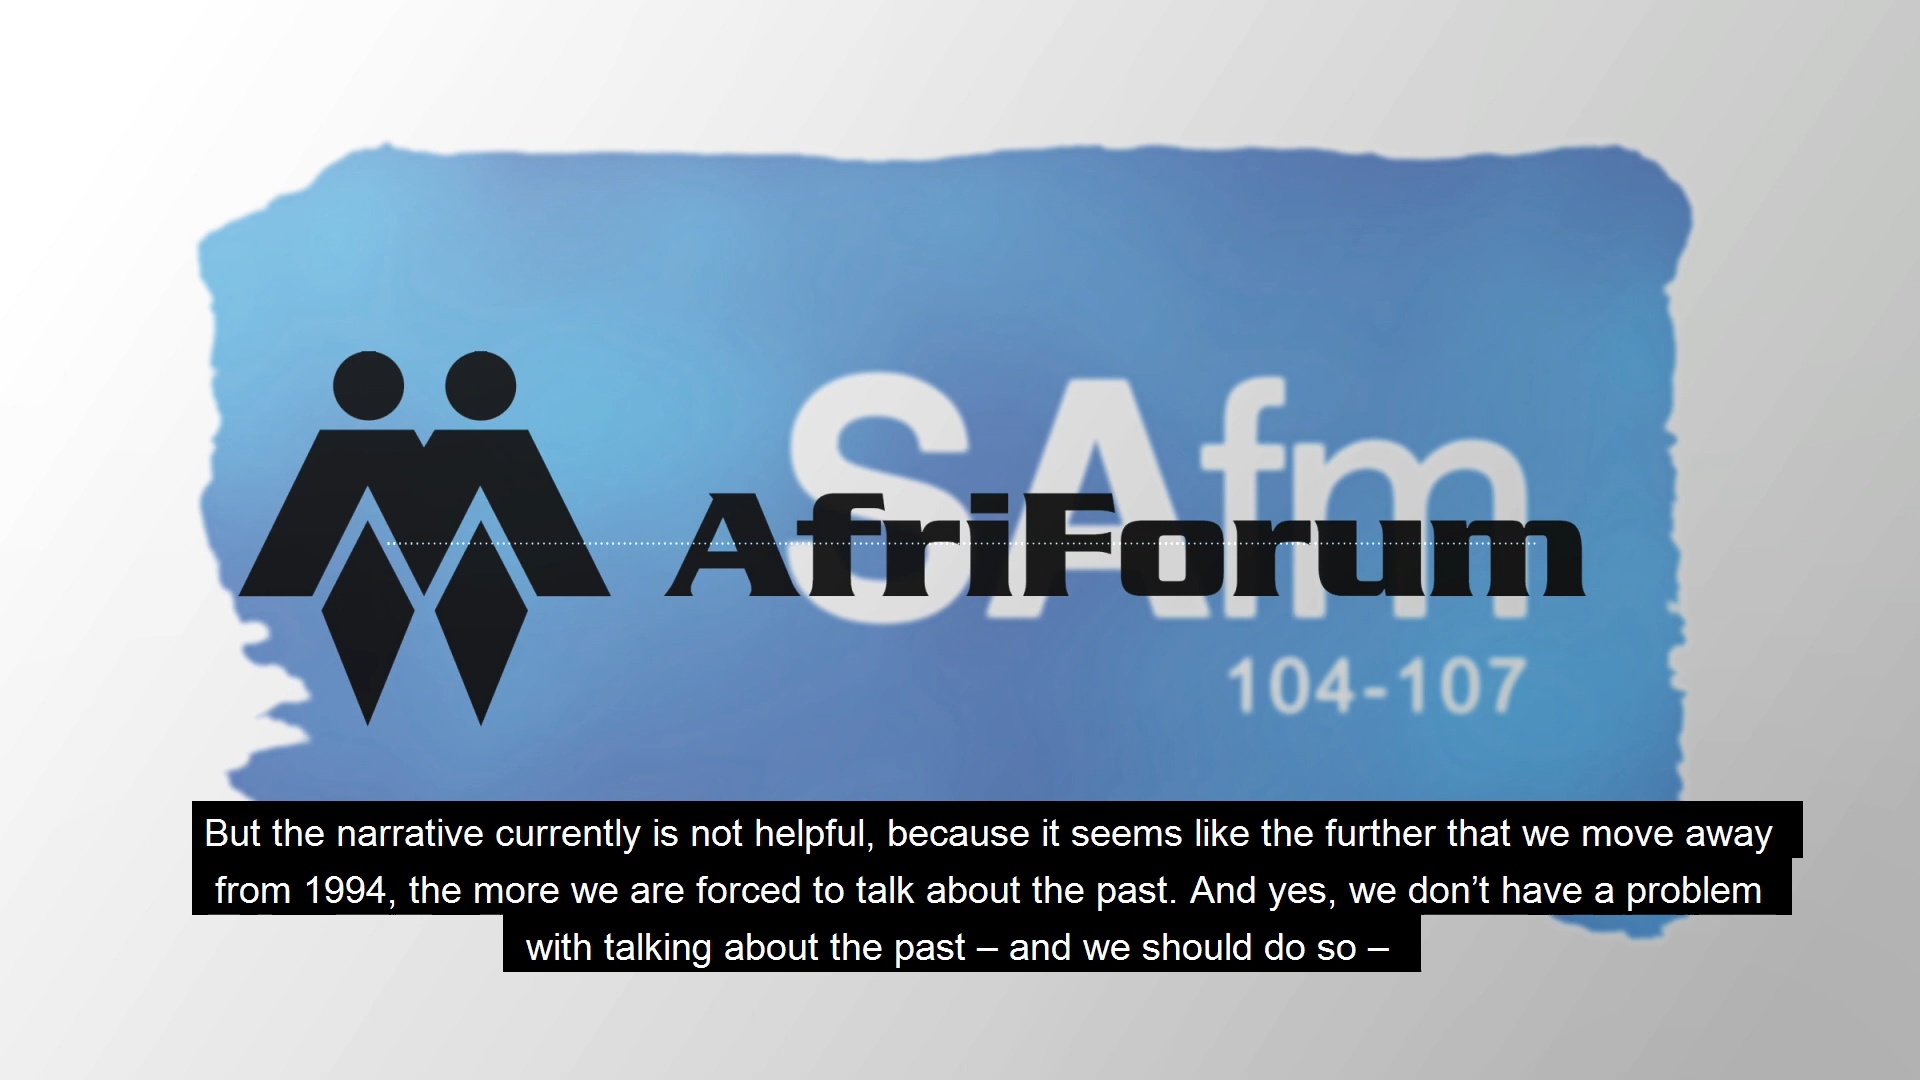 SAfm
AfriForum
104-107
But the narrative currently is not helpful, because it seems like the further that we move away
from 1994, the more we are forced to talk about the past. And yes, we don’t have a problem
with talking about the past – and we should do so –